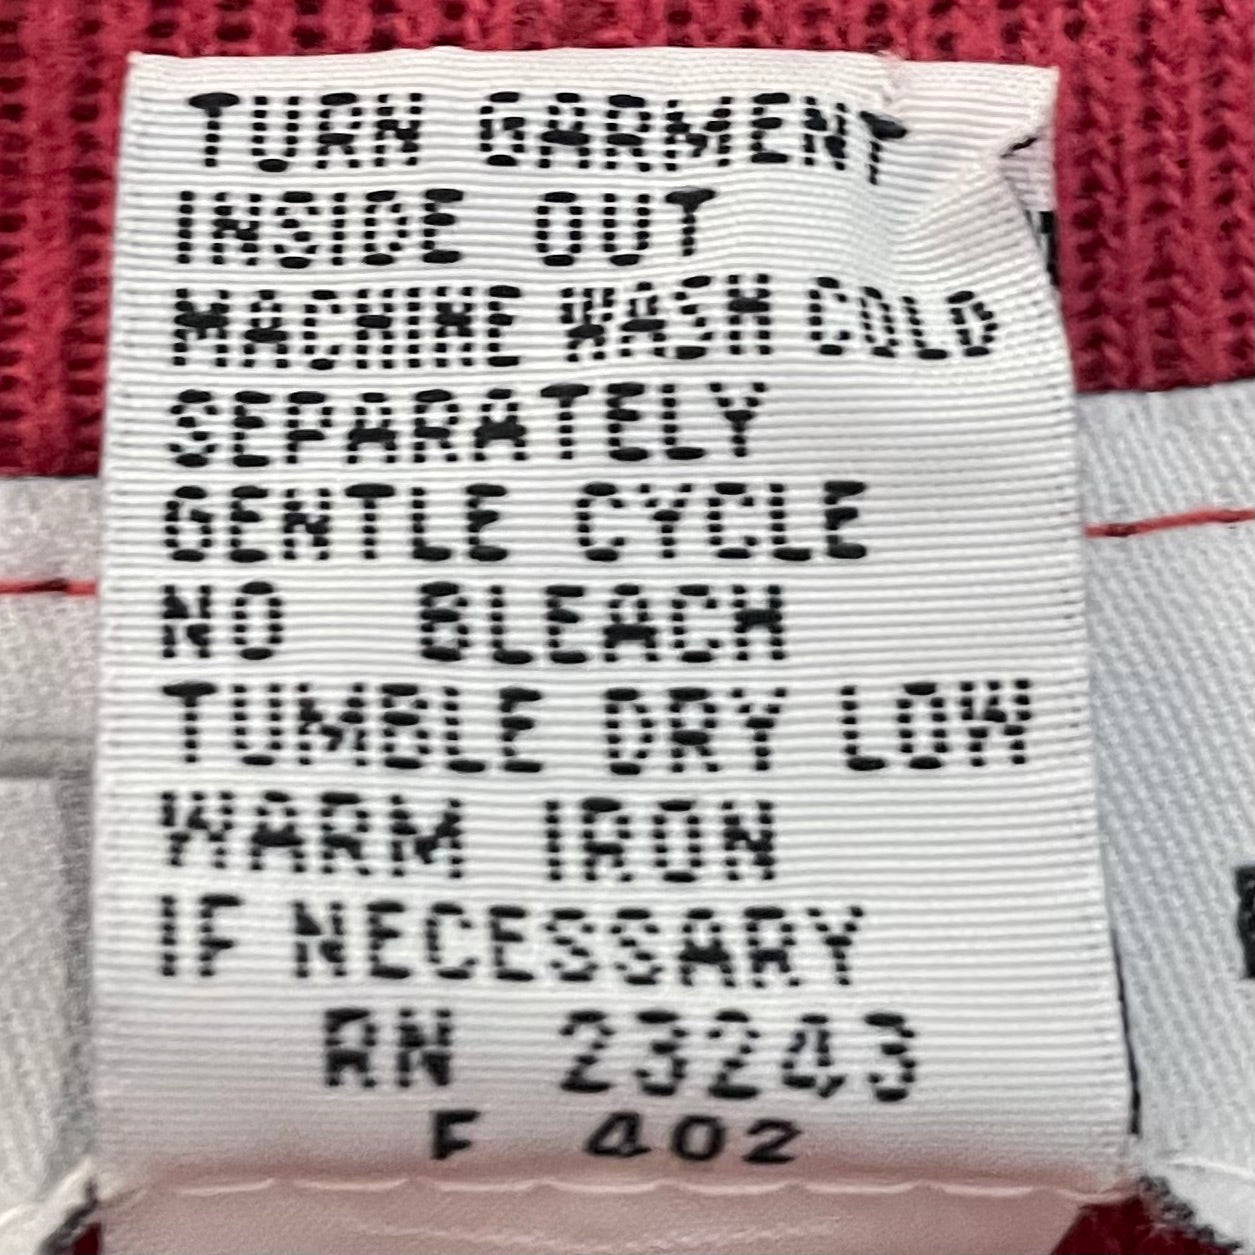 TURN GARMENT
INSIDE OUT
MACHINE WASH COLD
SEPARATELY
GENTLE CYCLE
NO BLEACH
TUMBLE DRY LOW
WARM IRON
IF NECESSARY
RN 23243
F 402